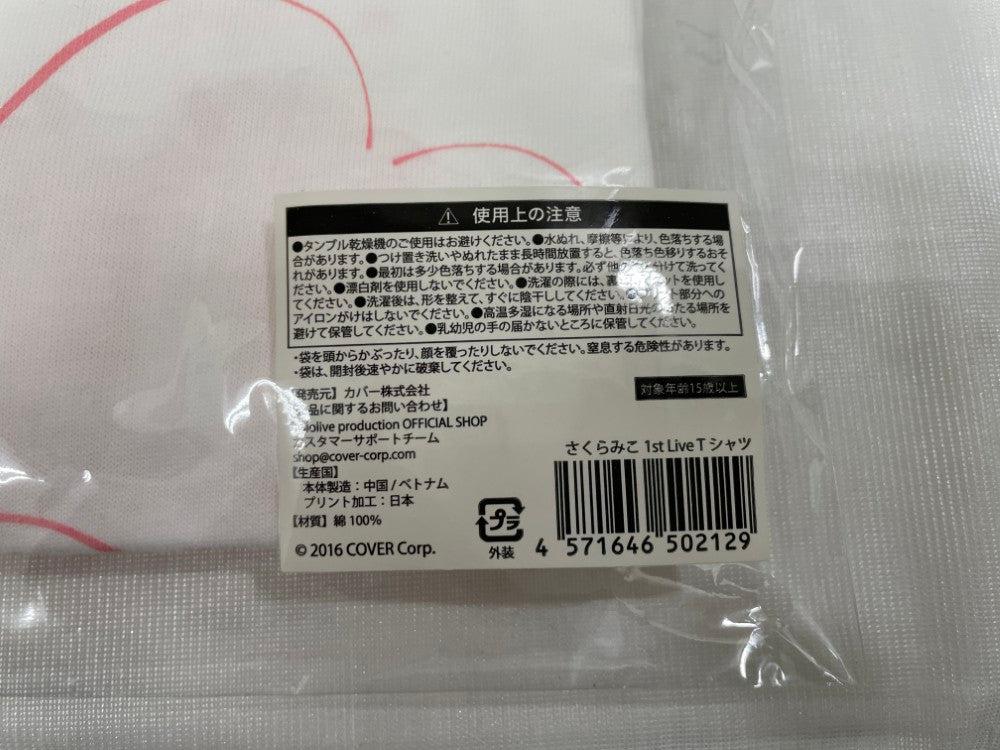 ⚠ 使用上の注意
●タンブル乾燥機のご使用はお避けください。●水ぬれ、摩擦等により、色落ちする場
合があります。●つけ置き洗いやぬれたまま長時間放置すると、色落ち色移りするおそ
れがあります。●最初は多少色落ちする場合があります。必ず他の 分けて洗ってく
ださい。●漂白剤を使用しないでください。●洗濯の際には、裏 ットを使用し
てください。●洗濯後は、形を整えて、すぐに陰干ししてください。 ト部分への
アイロンがけはしないでください。●高温多湿になる場所や直射日光のあたる場所を
避けて保管してください。●乳幼児の手の届かないところに保管してください。
・袋を頭からかぶったり、顔を覆ったりしないでください。窒息する危険性があります。
・袋は、開封後速やかに破棄してください。
対象年齢15歳以上
発売元】カバー株式会社
品に関するお問い合わせ】
olive production OFFICIAL SHOP
カスタマーサポートチーム
shop@cover-corp.com
【生産国】
本体製造：中国/ベトナム
プリント加工：日本
【材質】綿100%
© 2016 COVER Corp.
プラ
外装
さくらみこ 1st Live T シャツ
4 571646 502129